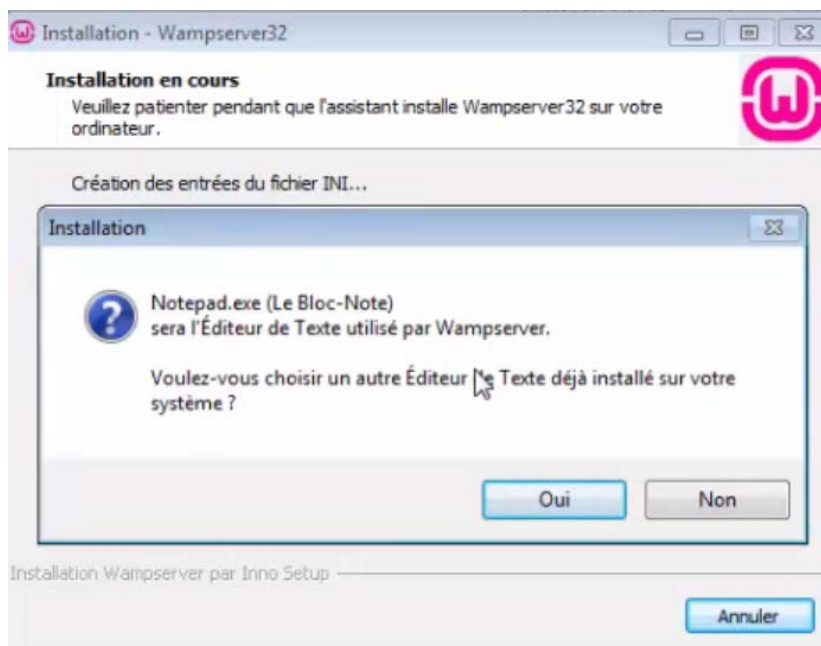 Installation - Wampserver32
Installation en cours
Veuillez patienter pendant que l'assistant installe Wampserver32 sur votre
ordinateur.
Création des entrées du fichier INI...
Installation
Notepad.exe (Le Bloc-Note)
sera l'Éditeur de Texte utilisé par Wampserver.
Voulez-vous choisir un autre Éditeur Texte déjà installé sur votre
système ?
Oui Non
Installation Wampserver par Inno Setup
Annuler